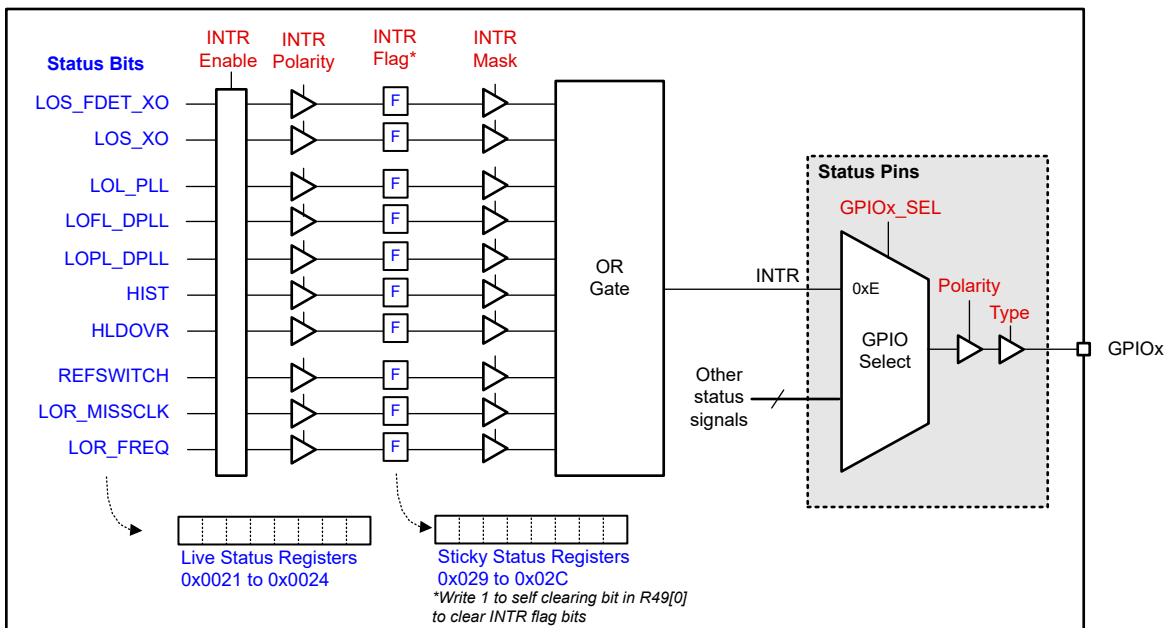 INTR
Enable
INTR
Polarity
INTR
Flag*
INTR
Mask
Status Bits
LOS_FDET_XO
F
LOS_XO
F
LOL_PLL
F
LOFL_DPLL
F
LOPL_DPLL
F
HIST
F
HLDOVR
F
REFSWITCH
F
LOR_MISSCLK
F
LOR_FREQ
F
OR
Gate
INTR
Status Pins
GPIOx_SEL
0xE
GPIO
Select
Polarity
Type
GPIOx
Other
status
signals
Live Status Registers
0x0021 to 0x0024
Sticky Status Registers
0x029 to 0x02C
*Write 1 to self clearing bit in R49[0]
to clear INTR flag bits